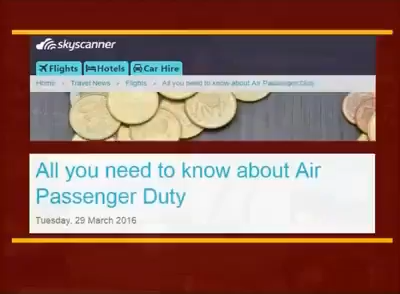 skyscanner
Flights Hotels Car Hire
Home > Travel News > Flights > All you need to know about Air Passenger Duty
All you need to know about Air
Passenger Duty
Tuesday, 29 March 2016